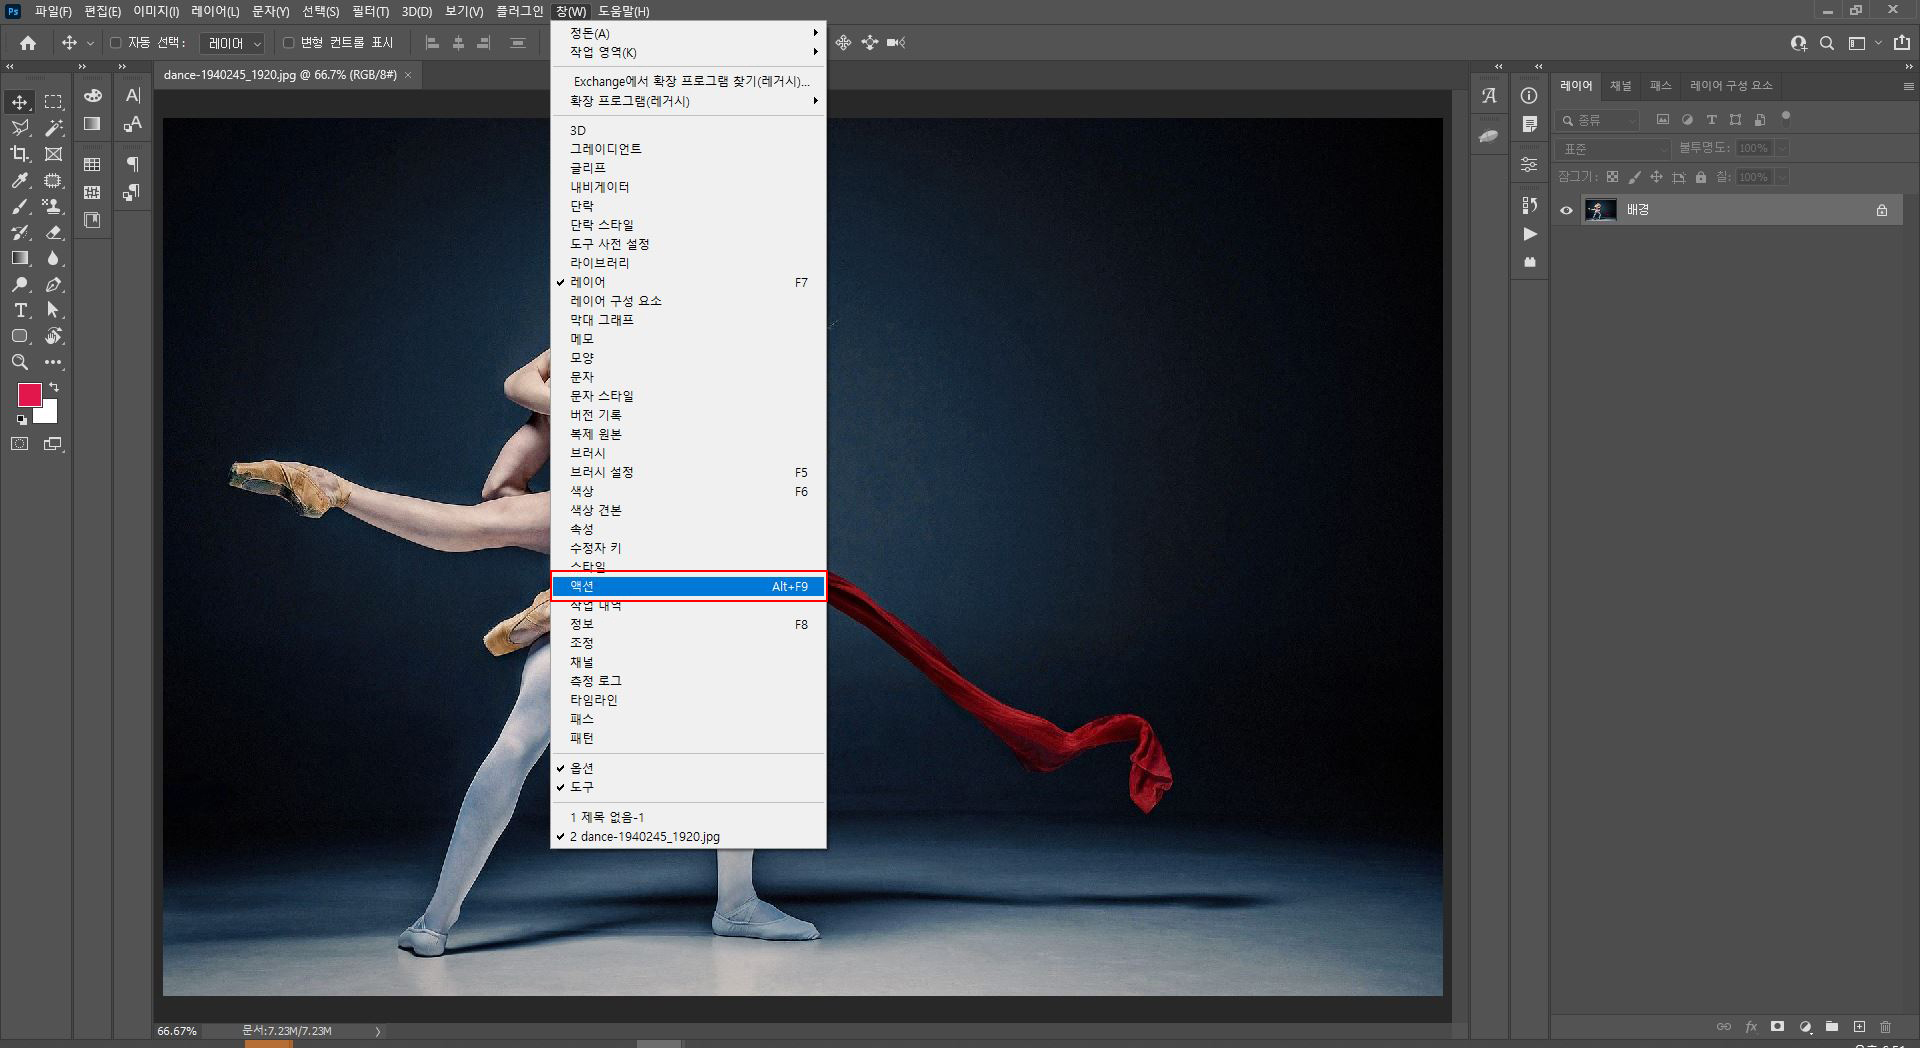 Ps 파일(F) 편집(E) 이미지(I) 레이어(L) 문자(Y) 선택(S) 필터(T) 3D(D) 보기(V) 플러그인 창(W) 도움말(H)
자동 선택: 레이어 변형 컨트롤 표시
dance-1940245_1920.jpg @ 66.7% (RGB/8#) ×
정돈(A)
작업 영역(K)
Exchange에서 확장 프로그램 찾기(레거시)...
확장 프로그램(레거시)
3D
그레이디언트
글리프
내비게이터
단락
단락 스타일
도구 사전 설정
라이브러리
레이어 F7
레이어 구성 요소
막대 그래프
메모
모양
문자
문자 스타일
버전 기록
복제 원본
브러시
브러시 설정 F5
색상 F6
색상 견본
속성
수정자 키
스타일
액션 Alt+F9
작업 내역
정보 F8
조정
채널
측정 로그
타임라인
패스
패턴
옵션
도구
1 제목 없음-1
2 dance-1940245_1920.jpg
레이어 채널 패스 레이어 구성 요소
종류
표준 불투명도: 100%
잠그기: 칠: 100%
배경
66.67% 문서:7.23M/7.23M
fx